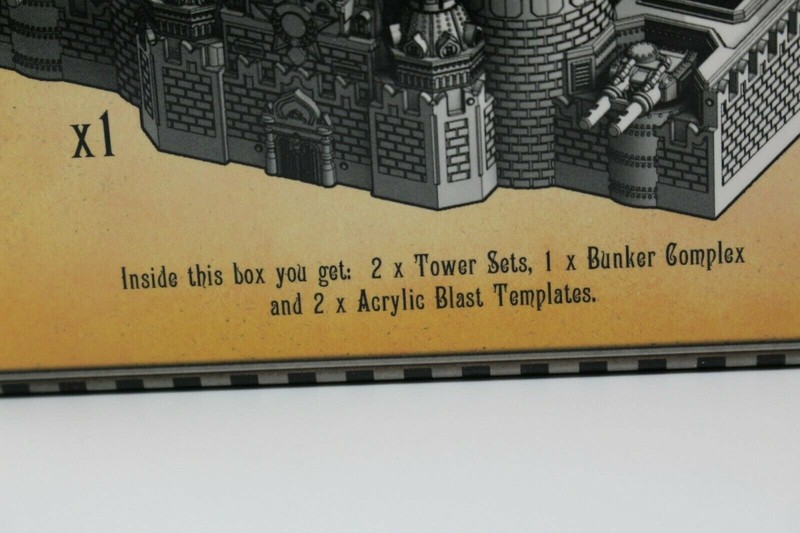 x1
Inside this box you get: 2 x Tower Sets, 1 x Bunker Complex
and 2 x Acrylic Blast Templates.